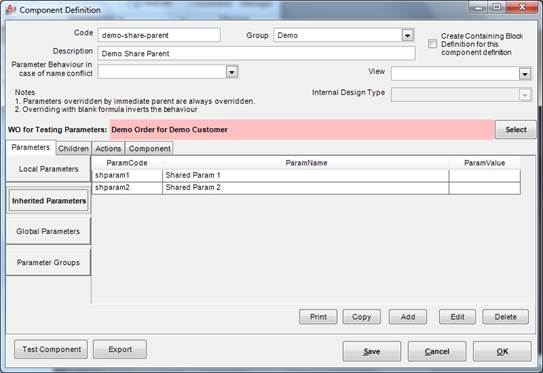 Component Definition
Code demo-share-parent Group Demo
Create Containing Block
Definition for this
component definition
Description Demo Share Parent
Parameter Behaviour in
case of name conflict
View
Notes
1. Parameters overridden by immediate parent are always overridden.
2. Overriding with blank formula inverts the behaviour
Internal Design Type
WO for Testing Parameters: Demo Order for Demo Customer Select
Parameters Children Actions Component
Local Parameters
Inherited Parameters
Global Parameters
Parameter Groups
ParamCode ParamName ParamValue
shparam1 Shared Param 1
shparam2 Shared Param 2
Print Copy Add Edit Delete
Test Component Export Save Cancel OK